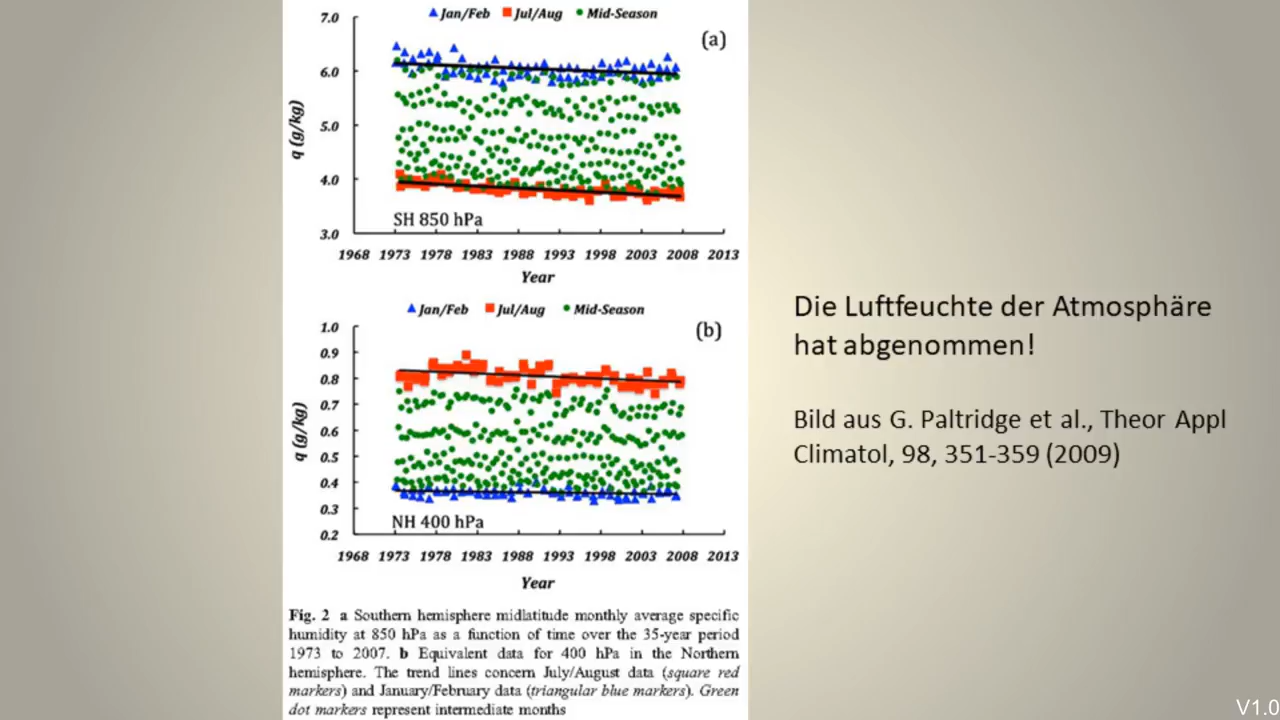 Jan/Feb Jul/Aug Mid-Season
(a)
7.0
6.0
5.0
4.0
3.0
q (g/kg)
SH 850 hPa
1968 1973 1978 1983 1988 1993 1998 2003 2008 2013
Year
Jan/Feb Jul/Aug Mid-Season
(b)
1.0
0.9
0.8
0.7
0.6
0.5
0.4
0.3
0.2
q (g/kg)
NH 400 hPa
1968 1973 1978 1983 1988 1993 1998 2003 2008 2013
Year
Fig. 2 a Southern hemisphere midlatitude monthly average specific
humidity at 850 hPa as a function of time over the 35-year period
1973 to 2007. b Equivalent data for 400 hPa in the Northern
hemisphere. The trend lines concern July/August data (square red
markers) and January/February data (triangular blue markers). Green
dot markers represent intermediate months
Die Luftfeuchte der Atmosphäre
hat abgenommen!
Bild aus G. Paltridge et al., Theor Appl
Climatol, 98, 351-359 (2009)
V1.0